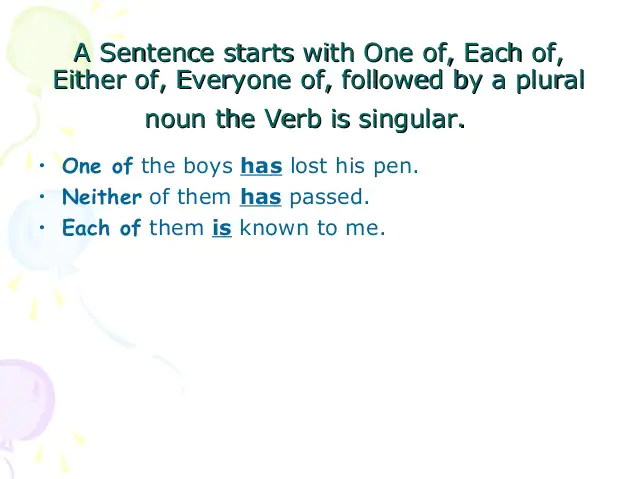 A Sentence starts with One of, Each of,
Either of, Everyone of, followed by a plural
noun the Verb is singular.
• One of the boys has lost his pen.
• Neither of them has passed.
• Each of them is known to me.